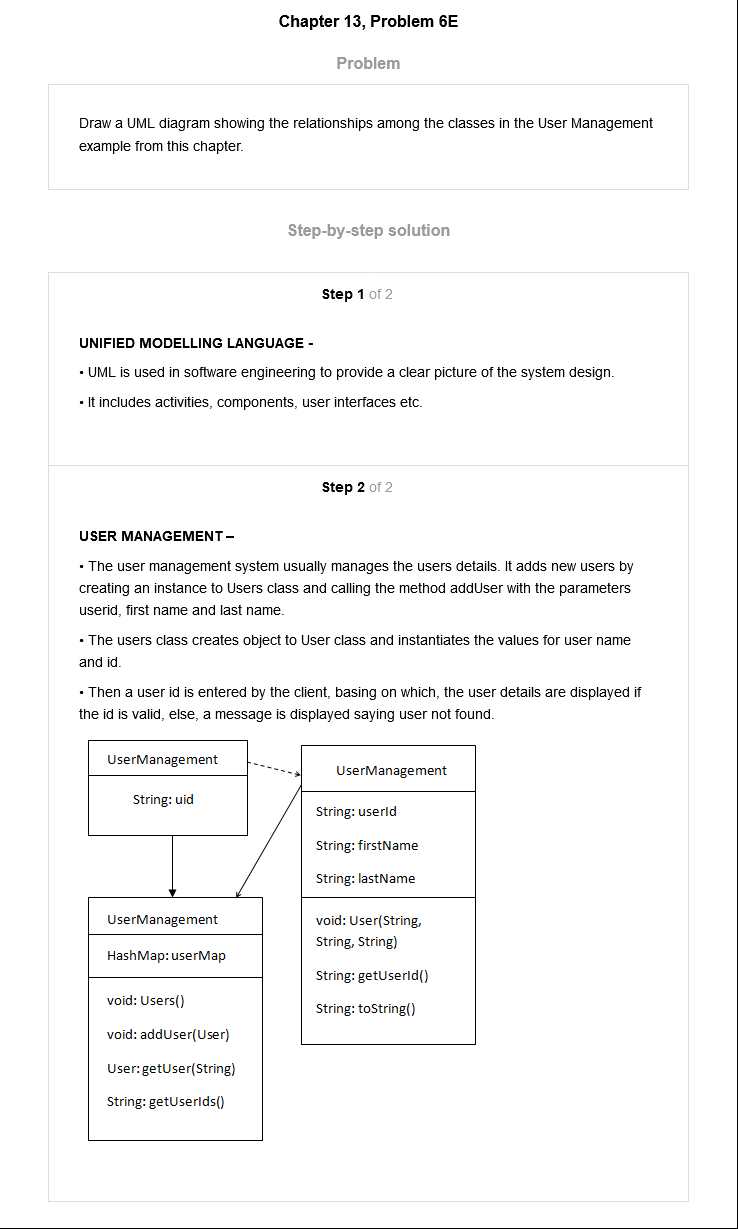 Chapter 13, Problem 6E
Problem
Draw a UML diagram showing the relationships among the classes in the User Management
example from this chapter.
Step-by-step solution
Step 1 of 2
UNIFIED MODELLING LANGUAGE -
• UML is used in software engineering to provide a clear picture of the system design.
• It includes activities, components, user interfaces etc.
Step 2 of 2
USER MANAGEMENT –
• The user management system usually manages the users details. It adds new users by
creating an instance to Users class and calling the method addUser with the parameters
userid, first name and last name.
• The users class creates object to User class and instantiates the values for user name
and id.
• Then a user id is entered by the client, basing on which, the user details are displayed if
the id is valid, else, a message is displayed saying user not found.
UserManagement
String: uid
UserManagement
String: userId
String: firstName
String: lastName
void: User(String,
String, String)
String: getUserId()
String: toString()
UserManagement
HashMap: userMap
void: Users()
void: addUser(User)
User: getUser(String)
String: getUserIds()